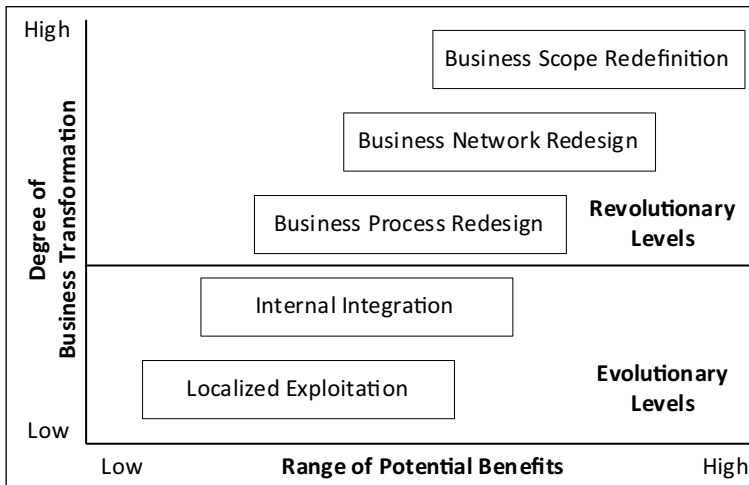 High
Business Scope Redefinition
Business Network Redesign
Degree of
Business Transformation
Business Process Redesign
Revolutionary
Levels
Internal Integration
Localized Exploitation
Evolutionary
Levels
Low
Low
Range of Potential Benefits
High